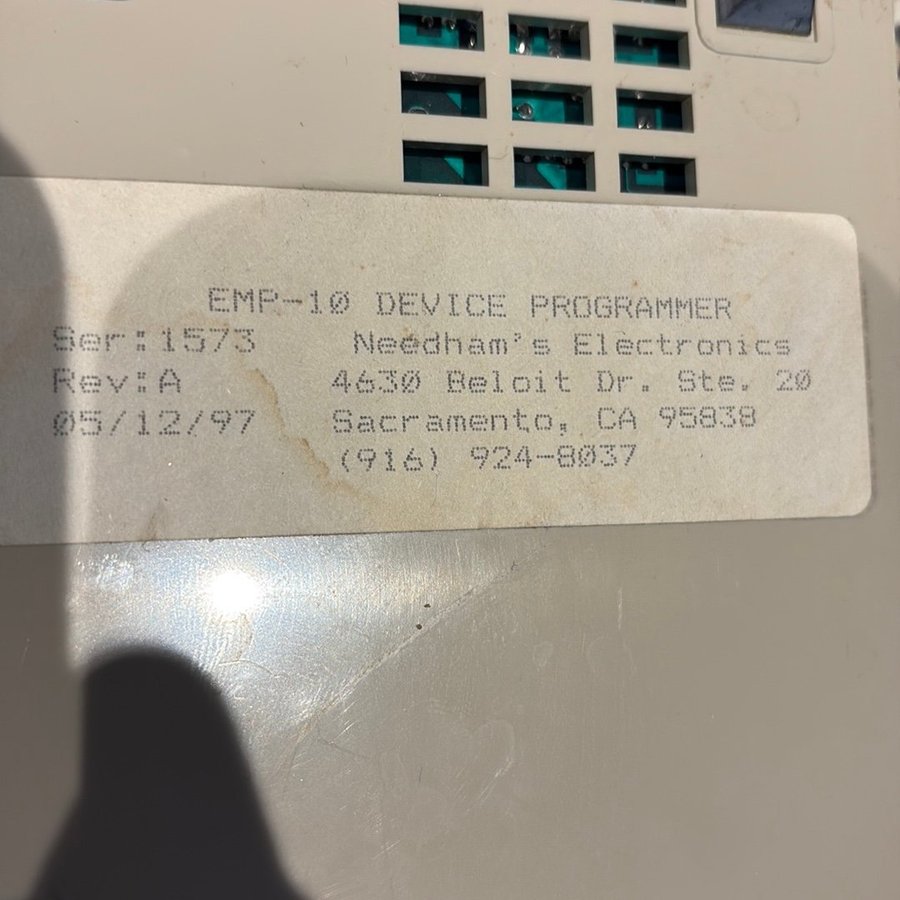 EMP-10 DEVICE PROGRAMMER
Ser:1573 Needham's Electronics
Rev:A 4630 Beloit Dr. Ste. 20
05/12/97 Sacramento, CA 95838
(916) 924-8037